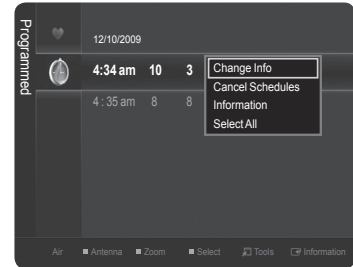 Programmed
12/10/2009
4:34 am 10 3
Change Info
Cancel Schedules
4 : 35 am 8 8
Information
Select All
Air Antenna Zoom Select Tools Information